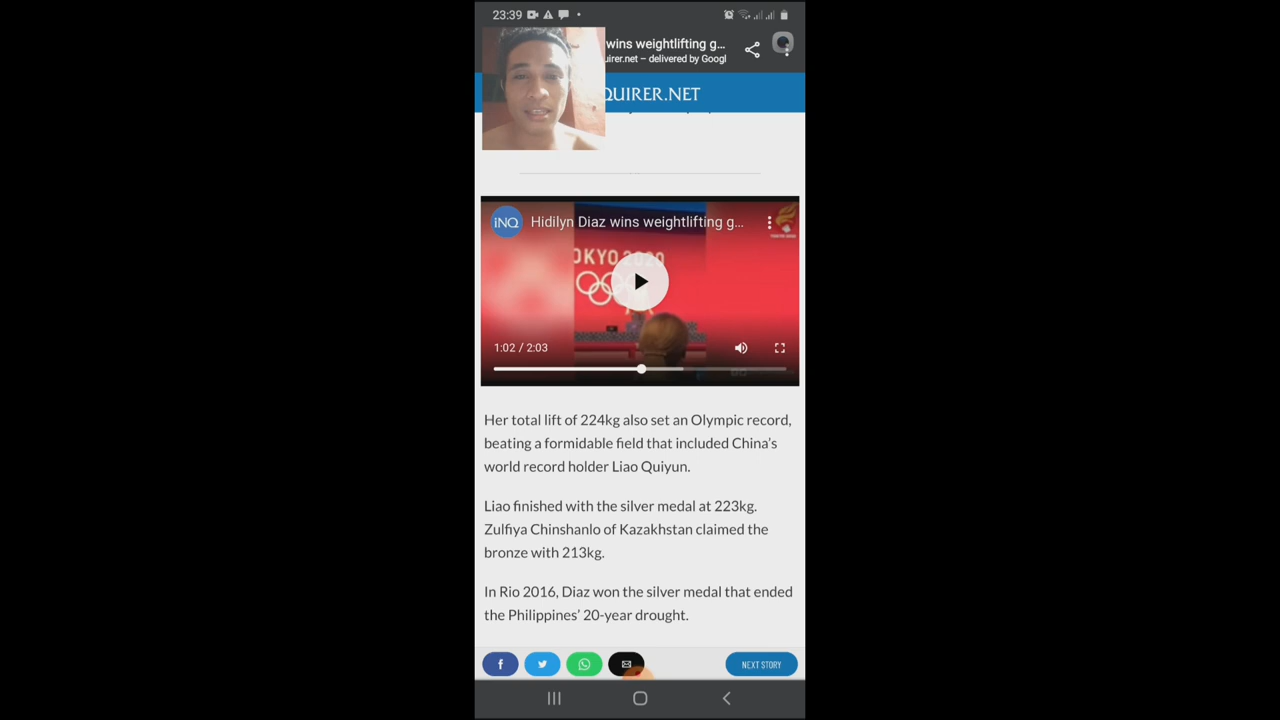 23:39
wins weightlifting g...
uirer.net – delivered by Googl
QUIRER.NET
iNQ
Hidilyn Diaz wins weightlifting g...
OKYO 2020
1:02 / 2:03
Her total lift of 224kg also set an Olympic record,
beating a formidable field that included China's
world record holder Liao Quiyun.
Liao finished with the silver medal at 223kg.
Zulfiya Chinshanlo of Kazakhstan claimed the
bronze with 213kg.
In Rio 2016, Diaz won the silver medal that ended
the Philippines' 20-year drought.
NEXT STORY